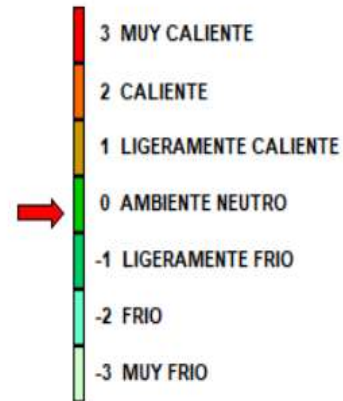 3 MUY CALIENTE
2 CALIENTE
1 LIGERAMENTE CALIENTE
0 AMBIENTE NEUTRO
-1 LIGERAMENTE FRIO
-2 FRIO
-3 MUY FRIO